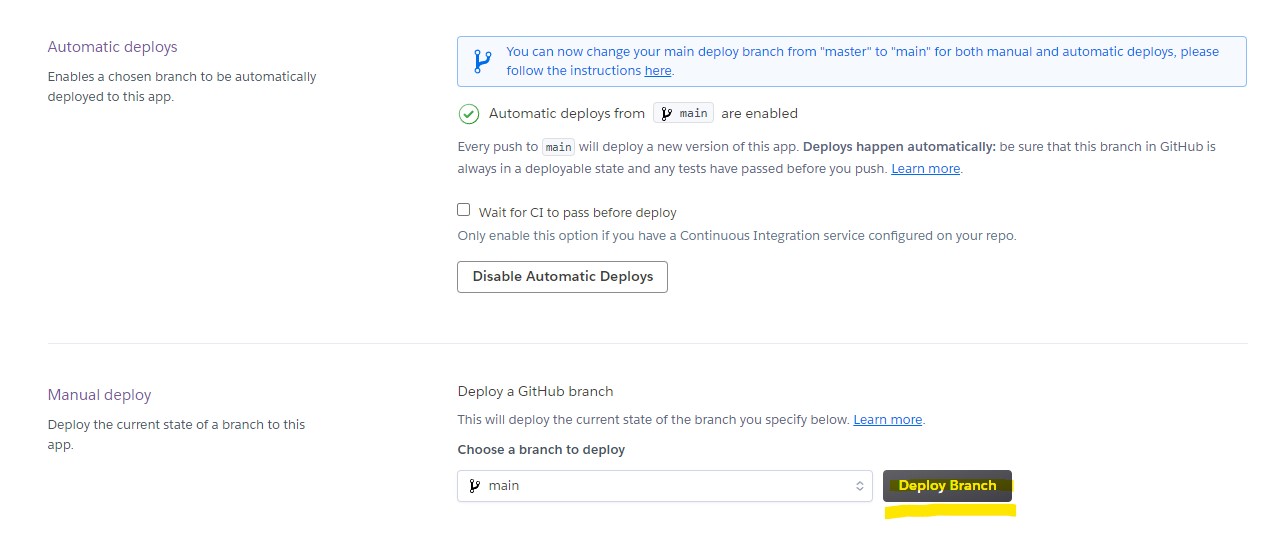 Automatic deploys
Enables a chosen branch to be automatically
deployed to this app.
You can now change your main deploy branch from "master" to "main" for both manual and automatic deploys, please
follow the instructions here.
Automatic deploys from main are enabled
Every push to main will deploy a new version of this app. Deploys happen automatically: be sure that this branch in GitHub is
always in a deployable state and any tests have passed before you push. Learn more.
Wait for CI to pass before deploy
Only enable this option if you have a Continuous Integration service configured on your repo.
Disable Automatic Deploys
Manual deploy
Deploy the current state of a branch to this
app.
Deploy a GitHub branch
This will deploy the current state of the branch you specify below. Learn more.
Choose a branch to deploy
main
Deploy Branch